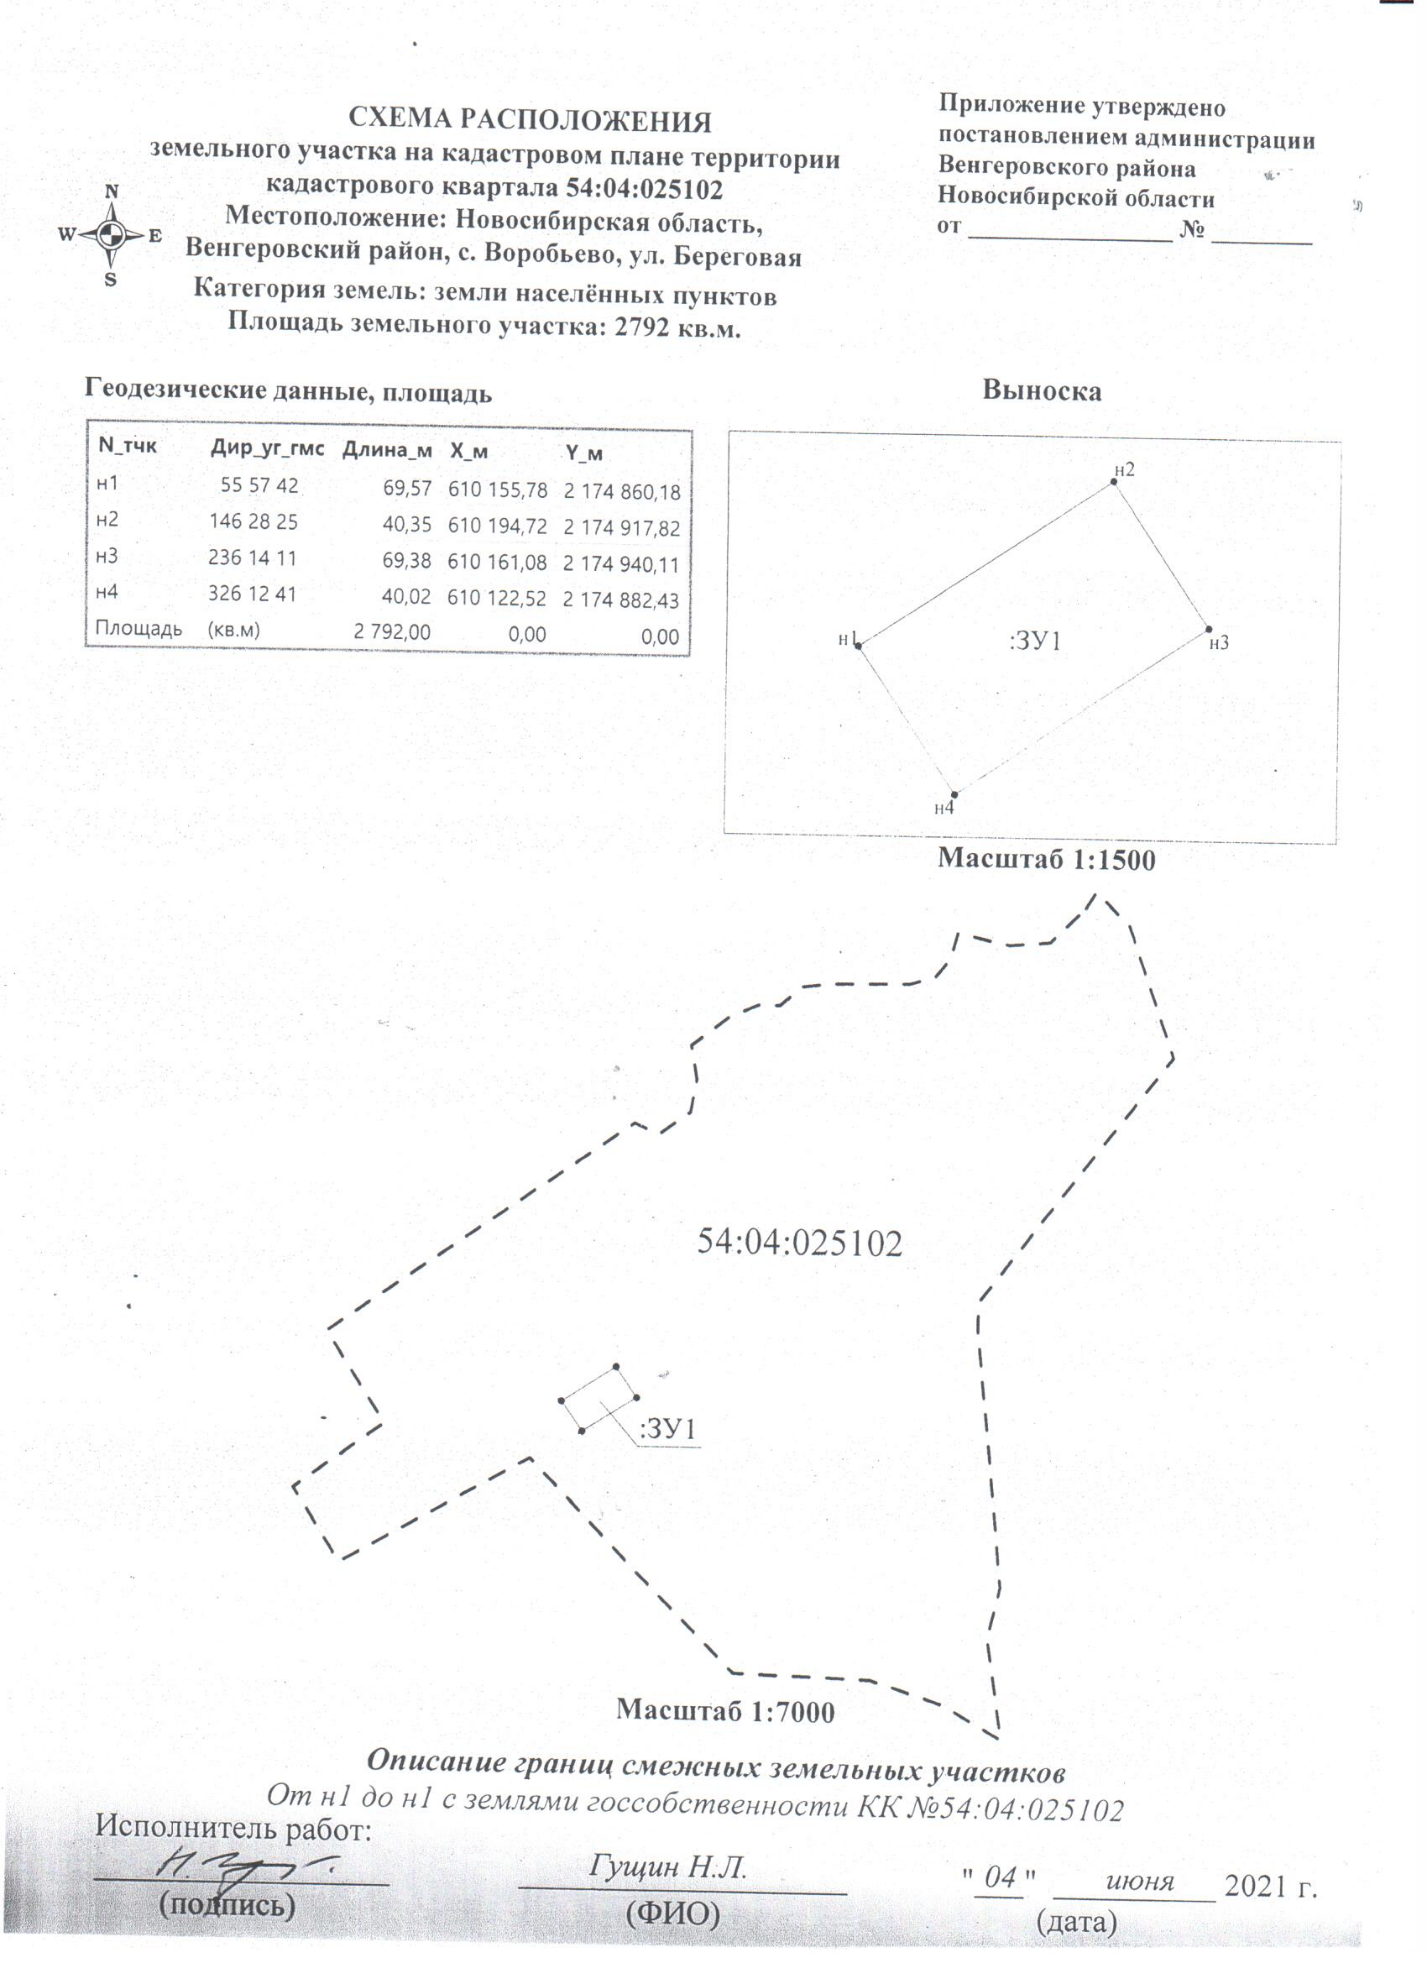 СХЕМА РАСПОЛОЖЕНИЯ
земельного участка на кадастровом плане территории
кадастрового квартала 54:04:025102
Местоположение: Новосибирская область,
Венгеровский район, с. Воробьево, ул. Береговая
Категория земель: земли населённых пунктов
Площадь земельного участка: 2792 кв.м.
Приложение утверждено
постановлением администрации
Венгеровского района
Новосибирской области
от _______________ № _______
N
W E
S
Геодезические данные, площадь
N_тчк Дир_уг_гмс Длина_м X_м Y_м
н1 55 57 42 69,57 610 155,78 2 174 860,18
н2 146 28 25 40,35 610 194,72 2 174 917,82
н3 236 14 11 69,38 610 161,08 2 174 940,11
н4 326 12 41 40,02 610 122,52 2 174 882,43
Площадь (кв.м) 2 792,00 0,00 0,00
Выноска
н2
н1
:ЗУ1
н3
н4
Масштаб 1:1500
54:04:025102
:ЗУ1
Масштаб 1:7000
Описание границ смежных земельных участков
От н1 до н1 с землями госсобственности КК №54:04:025102
Исполнитель работ:
Гущин Н.Л. "04" июня 2021 г.
(подпись) (ФИО) (дата)